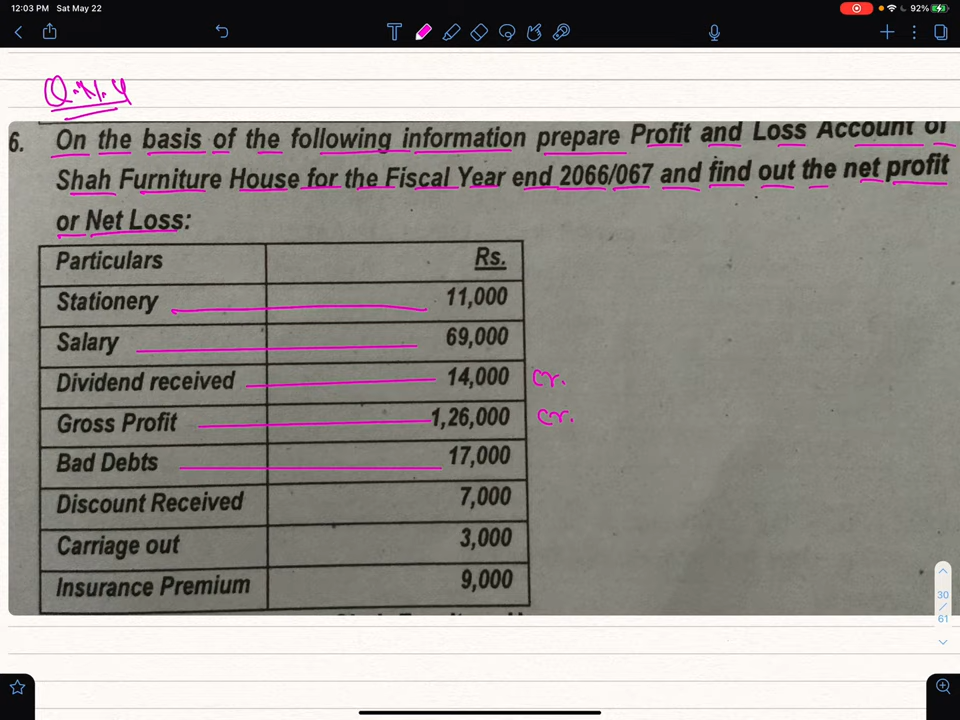 12:03 PM Sat May 22
92%
Q.N.4
6. On the basis of the following information prepare Profit and Loss Account of
Shah Furniture House for the Fiscal Year end 2066/067 and find out the net profit
or Net Loss:
Particulars Rs.
Stationery 11,000
Salary 69,000
Dividend received 14,000 cr.
Gross Profit 1,26,000 cr.
Bad Debts 17,000
Discount Received 7,000
Carriage out 3,000
Insurance Premium 9,000
30
/
61